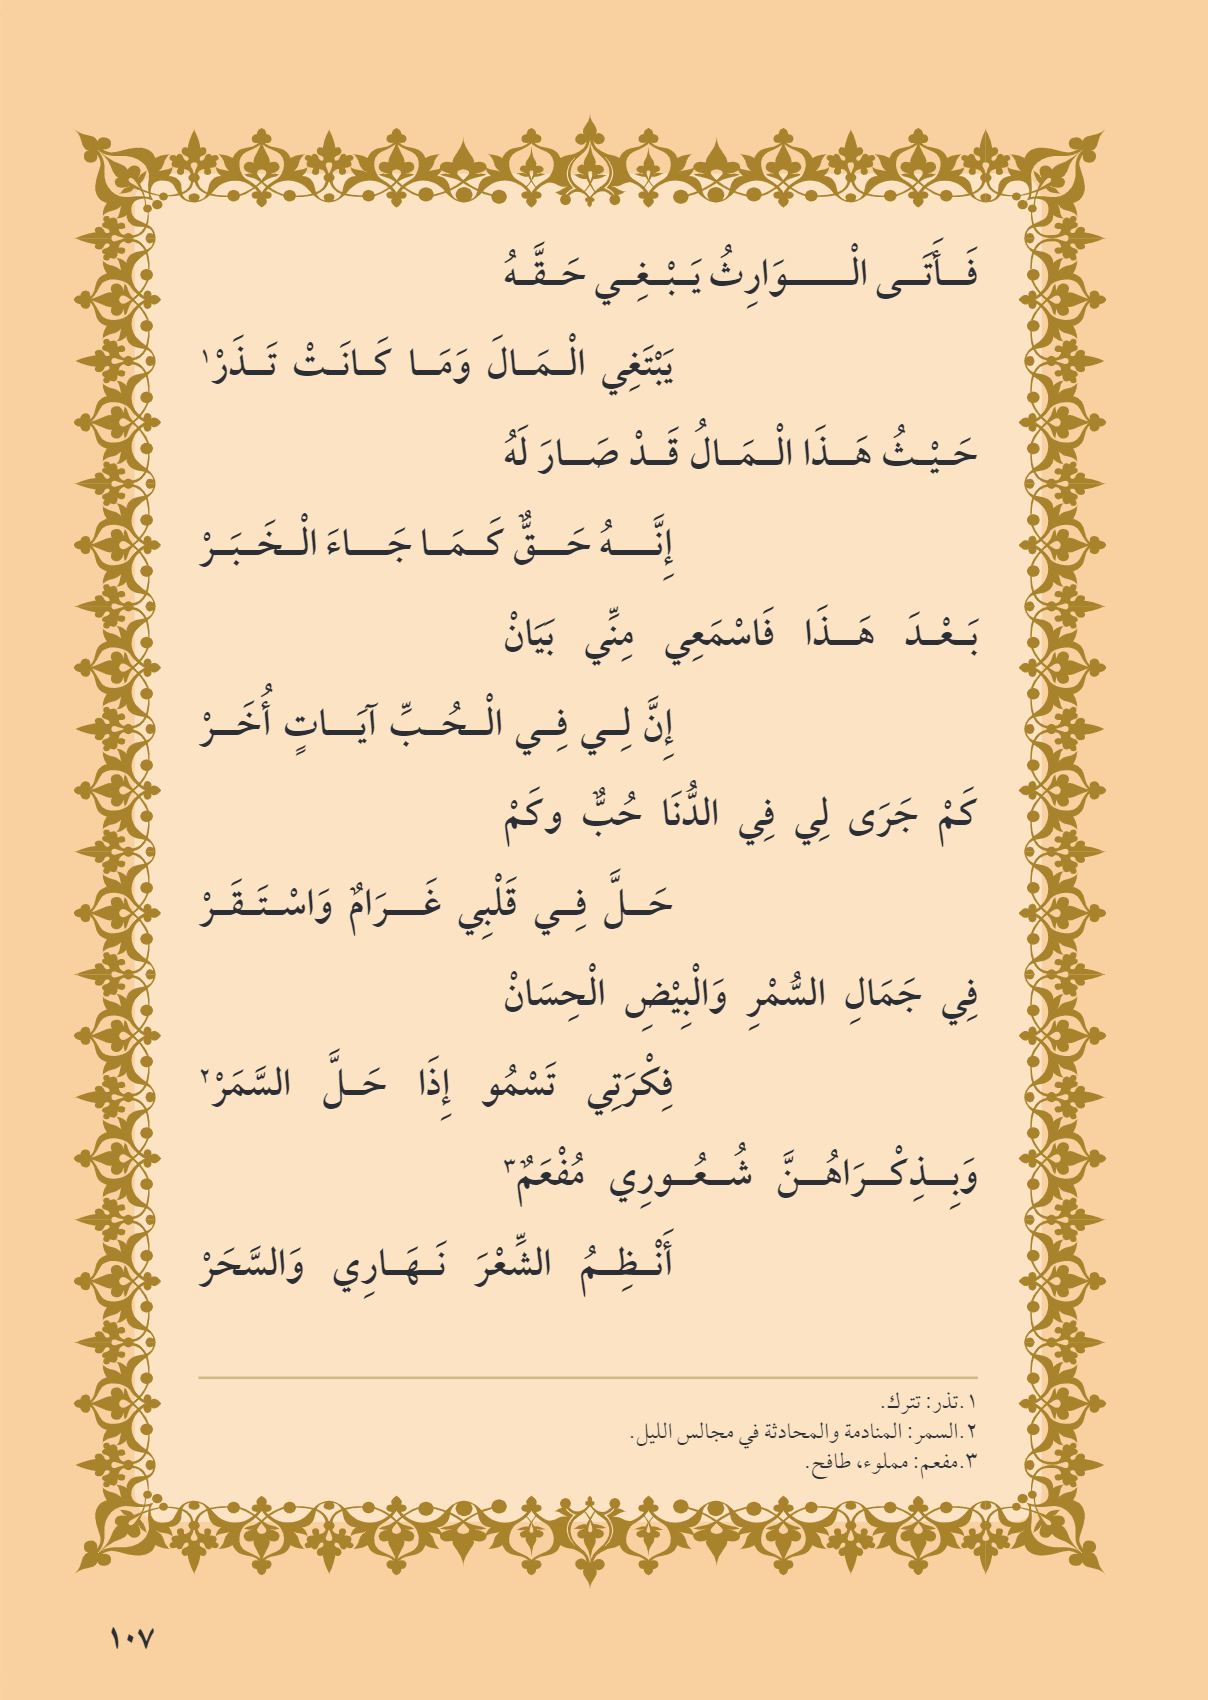 فَأَتَى الْوَارِثُ يَبْغِي حَقَّهُ
يَبْتَغِي الْمَالَ وَمَا كَانَتْ تَذَرْ١
حَيْثُ هَذَا الْمَالُ قَدْ صَارَ لَهُ
إِنَّهُ حَقٌّ كَمَا جَاءَ الْخَبَرْ
بَعْدَ هَذَا فَاسْمَعِي مِنِّي بَيَانْ
إِنَّ لِي فِي الْحُبِّ آيَاتٍ أُخَرْ
كَمْ جَرَى لِي فِي الدُّنَا حُبٌّ وكَمْ
حَلَّ فِي قَلْبِي غَرَامٌ وَاسْتَقَرْ
فِي جَمَالِ السُّمْرِ وَالْبِيْضِ الْحِسَانْ
فِكْرَتِي تَسْمُو إِذَا حَلَّ السَّمَرْ٢
وَبِذِكْرَاهُنَّ شُعُورِي مُفْعَمٌ٣
أَنْظِمُ الشِّعْرَ نَهَارِي وَالسَّحَرْ
١.تذر: تترك.
٢.السمر: المنادمة والمحادثة في مجالس الليل.
٣.مفعم: مملوء، طافح.
١٠٧